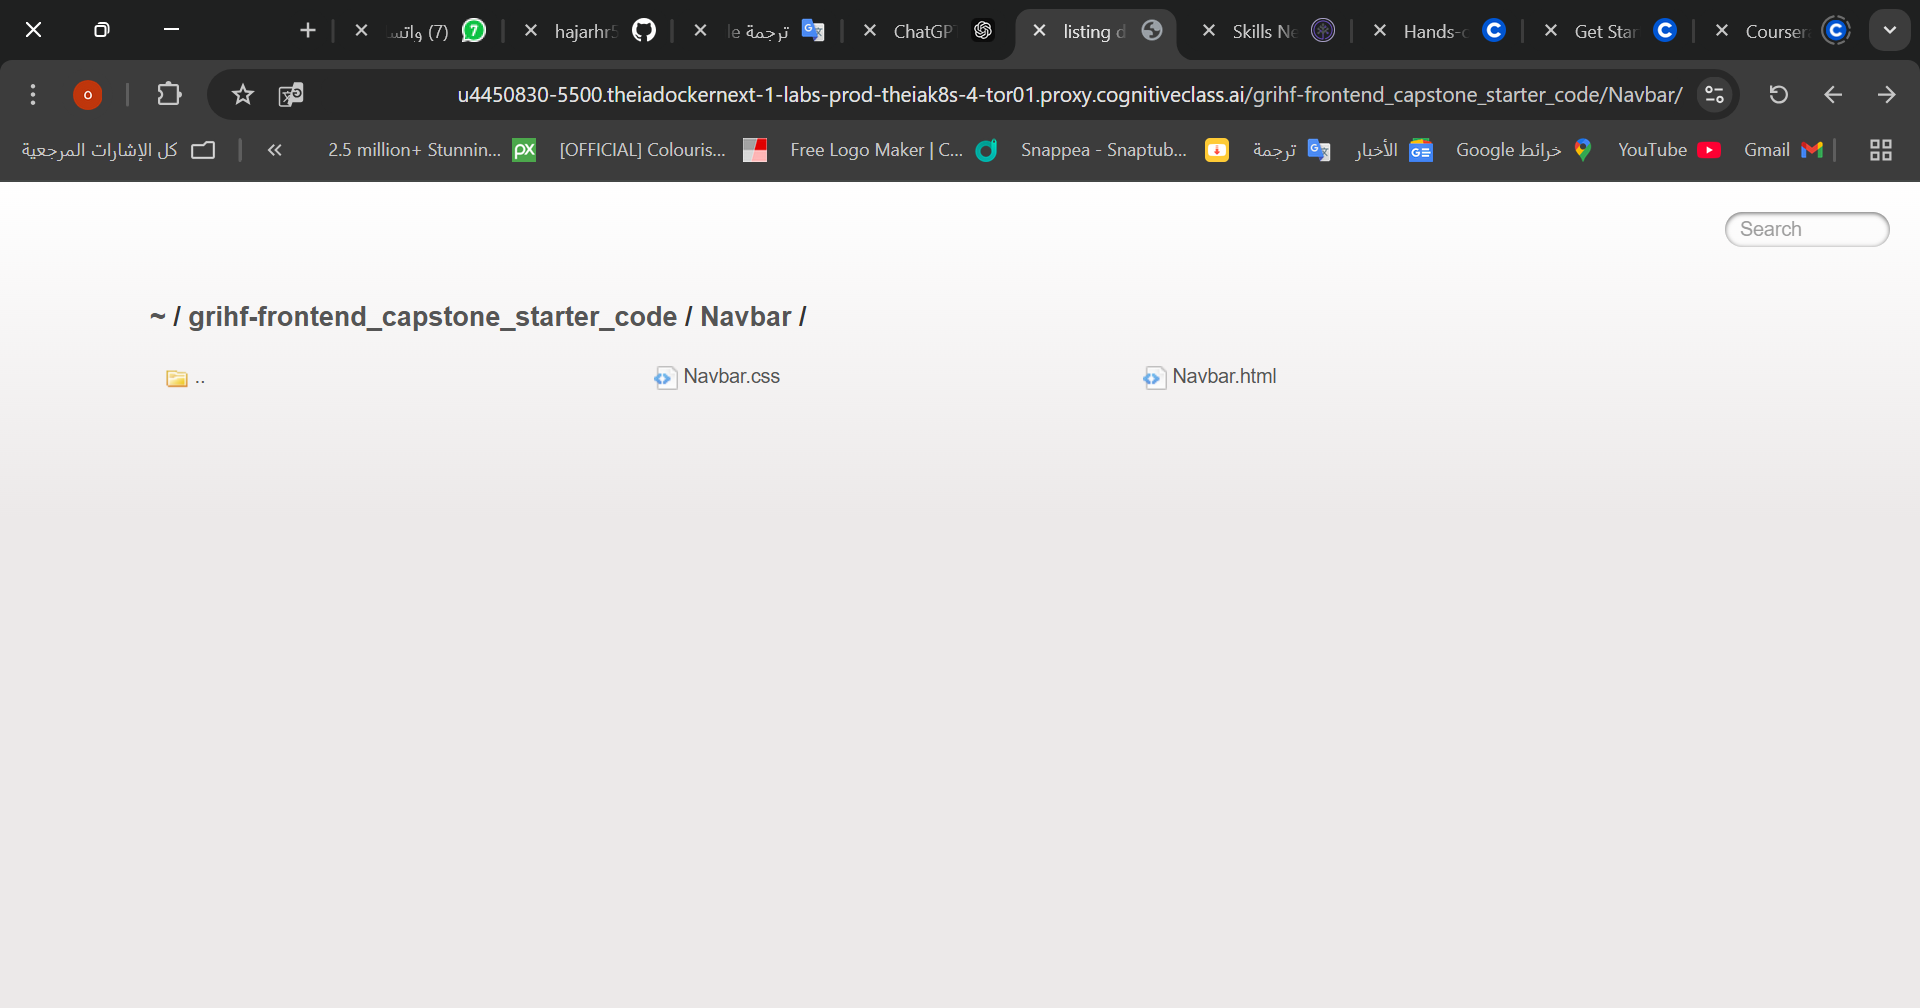 (7) واتس
hajarhr5
ترجمة le
ChatGP
listing d
Skills Ne
Hands-o
Get Star
Coursera
o
u4450830-5500.theiadockernext-1-labs-prod-theiak8s-4-tor01.proxy.cognitiveclass.ai/grihf-frontend_capstone_starter_code/Navbar/
كل الإشارات المرجعية
2.5 million+ Stunnin...
px
[OFFICIAL] Colouris...
Free Logo Maker | C...
Snappea - Snaptub...
ترجمة
الأخبار
خرائط Google
YouTube
Gmail
Search
~ / grihf-frontend_capstone_starter_code / Navbar /
..
Navbar.css
Navbar.html